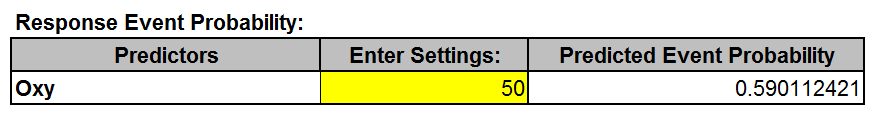 Response Event Probability:
Predictors Enter Settings: Predicted Event Probability
Oxy 50 0.590112421